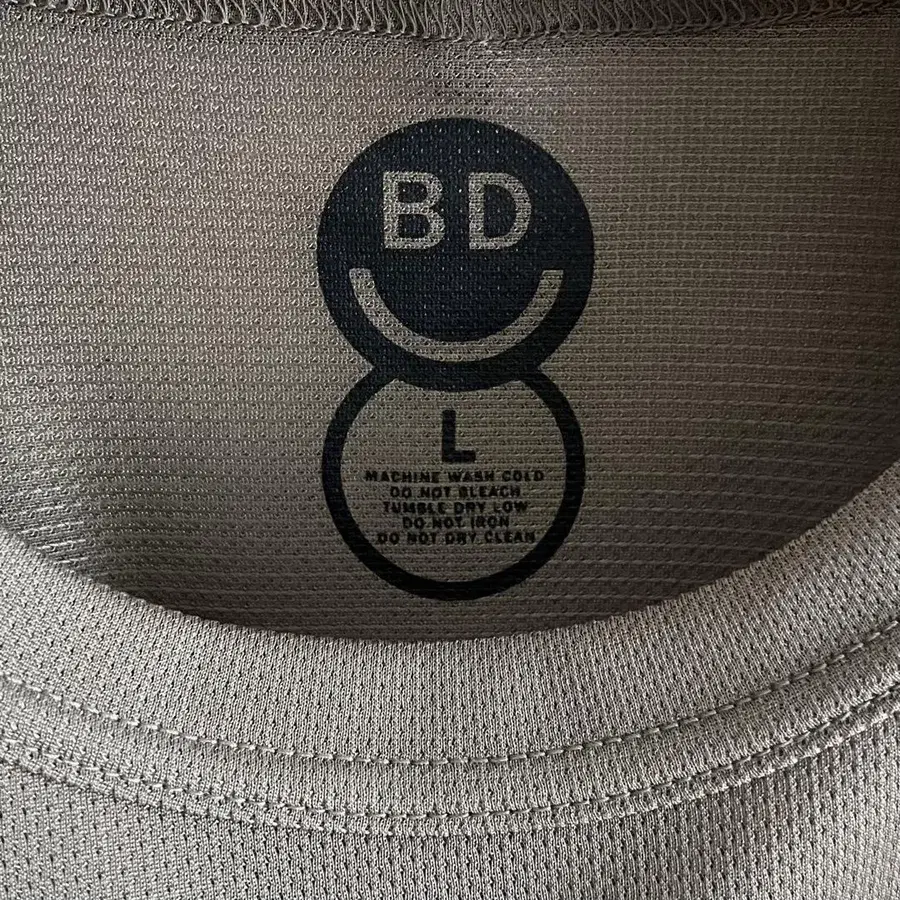 BD
L
MACHINE WASH COLD
DO NOT BLEACH
TUMBLE DRY LOW
DO NOT IRON
DO NOT DRY CLEAN